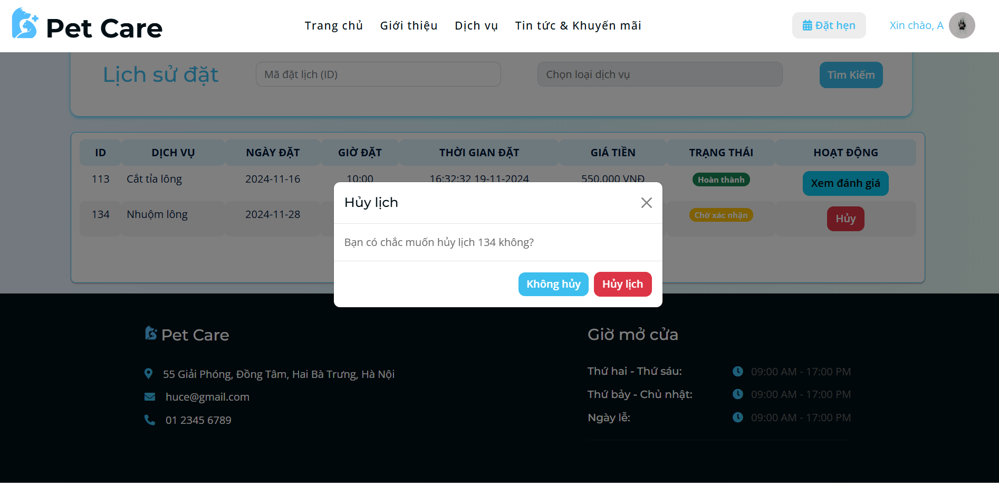 Pet Care
Trang chủ Giới thiệu Dịch vụ Tin tức & Khuyến mãi
Đặt hẹn
Xin chào, A
Lịch sử đặt
Mã đặt lịch (ID)
Chọn loại dịch vụ
Tìm Kiếm
ID DỊCH VỤ NGÀY ĐẶT GIỜ ĐẶT THỜI GIAN ĐẶT GIÁ TIỀN TRẠNG THÁI HOẠT ĐỘNG
113 Cắt tỉa lông 2024-11-16 10:00 16:32:32 19-11-2024 550.000 VNĐ Hoàn thành Xem đánh giá
134 Nhuộm lông 2024-11-28 Chờ xác nhận Hủy
Hủy lịch
Bạn có chắc muốn hủy lịch 134 không?
Không hủy Hủy lịch
Pet Care
55 Giải Phóng, Đồng Tâm, Hai Bà Trưng, Hà Nội
huce@gmail.com
01 2345 6789
Giờ mở cửa
Thứ hai - Thứ sáu: 09:00 AM - 17:00 PM
Thứ bảy - Chủ nhật: 09:00 AM - 17:00 PM
Ngày lễ: 09:00 AM - 17:00 PM